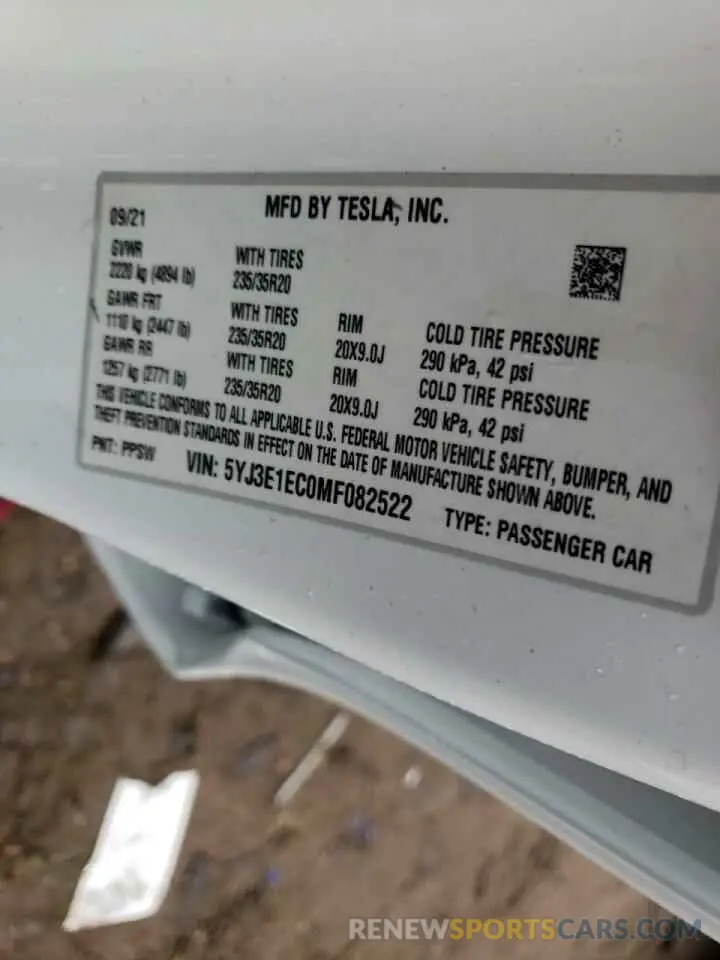 MFD BY TESLA, INC.
09/21
GVWR
2220 kg (4894 lb)
WITH TIRES
235/35R20
GAWR FRT
1110 kg (2447 lb)
WITH TIRES
235/35R20
RIM
20X9.0J
COLD TIRE PRESSURE
290 kPa, 42 psi
GAWR RR
1257 kg (2771 lb)
WITH TIRES
235/35R20
RIM
20X9.0J
COLD TIRE PRESSURE
290 kPa, 42 psi
THIS VEHICLE CONFORMS TO ALL APPLICABLE U.S. FEDERAL MOTOR VEHICLE SAFETY, BUMPER, AND
THEFT PREVENTION STANDARDS IN EFFECT ON THE DATE OF MANUFACTURE SHOWN ABOVE.
PNT: PPSW
VIN: 5YJ3E1EC0MF082522
TYPE: PASSENGER CAR
RENEWSPORTSCARS.COM